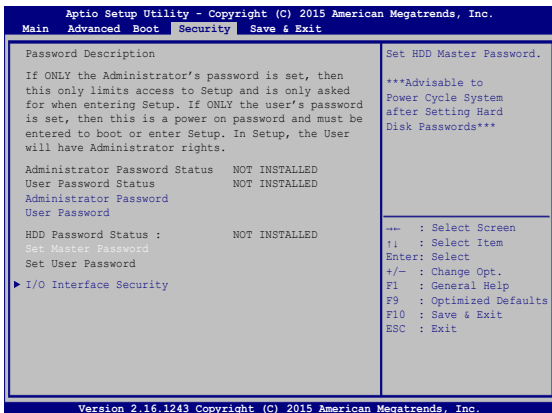 Aptio Setup Utility - Copyright (C) 2015 American Megatrends, Inc.
Main Advanced Boot Security Save & Exit
Password Description
If ONLY the Administrator's password is set, then
this only limits access to Setup and is only asked
for when entering Setup. If ONLY the user's password
is set, then this is a power on password and must be
entered to boot or enter Setup. In Setup, the User
will have Administrator rights.
Administrator Password Status NOT INSTALLED
User Password Status NOT INSTALLED
Administrator Password
User Password
HDD Password Status : NOT INSTALLED
Set Master Password
Set User Password
▶ I/O Interface Security
Set HDD Master Password.
***Advisable to
Power Cycle System
after Setting Hard
Disk Passwords***
→← : Select Screen
↑↓ : Select Item
Enter: Select
+/— : Change Opt.
F1 : General Help
F9 : Optimized Defaults
F10 : Save & Exit
ESC : Exit
Version 2.16.1243 Copyright (C) 2015 American Megatrends, Inc.